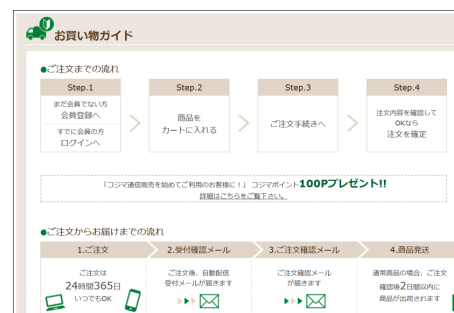 お買い物ガイド
●ご注文までの流れ
Step.1
まだ会員でない方
会員登録へ
すでに会員の方
ログインへ
Step.2
商品を
カートに入れる
Step.3
ご注文手続きへ
Step.4
注文内容を確認して
OKなら
注文を確定
「コジマ通信販売を始めてご利用のお客様に！」 コジマポイント100Pプレゼント!!
詳細はこちらをご覧下さい。
●ご注文からお届けまでの流れ
1.ご注文
ご注文は
24時間365日
いつでもOK
2.受付確認メール
ご注文後、自動配信
受付メールが届きます
3.ご注文確認メール
ご注文確認メール
が届きます
4.商品発送
通常商品の場合、ご注文
確認後2日間以内に
商品が出荷されます